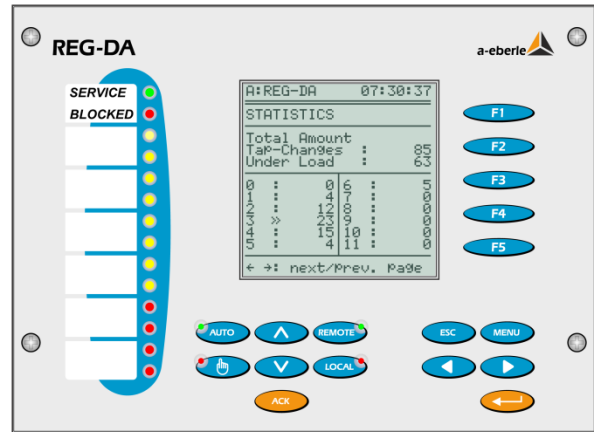 REG-DA
a-eberle
SERVICE
BLOCKED
A:REG-DA 07:30:37
STATISTICS
Total Amount
Tap-Changes : 85
Under Load : 63
0 : 0 6 : 5
1 : 4 7 : 0
2 : 12 8 : 0
3 » 23 9 : 0
4 : 15 10 : 0
5 : 4 11 : 0
← →: next/prev. page
F1
F2
F3
F4
F5
AUTO
REMOTE
ESC
MENU
LOCAL
ACK